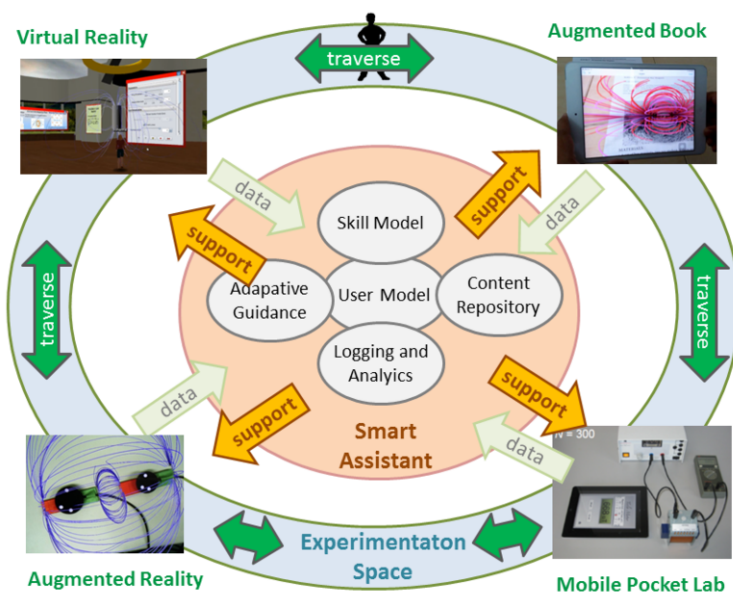 Virtual Reality
Augmented Book
traverse
data
support
support
data
Skill Model
Adapative
Guidance
User Model
Content
Repository
Logging and
Analyics
traverse
traverse
data
support
Smart
Assistant
support
data
N = 300
Experimentaton
Space
Augmented Reality
Mobile Pocket Lab